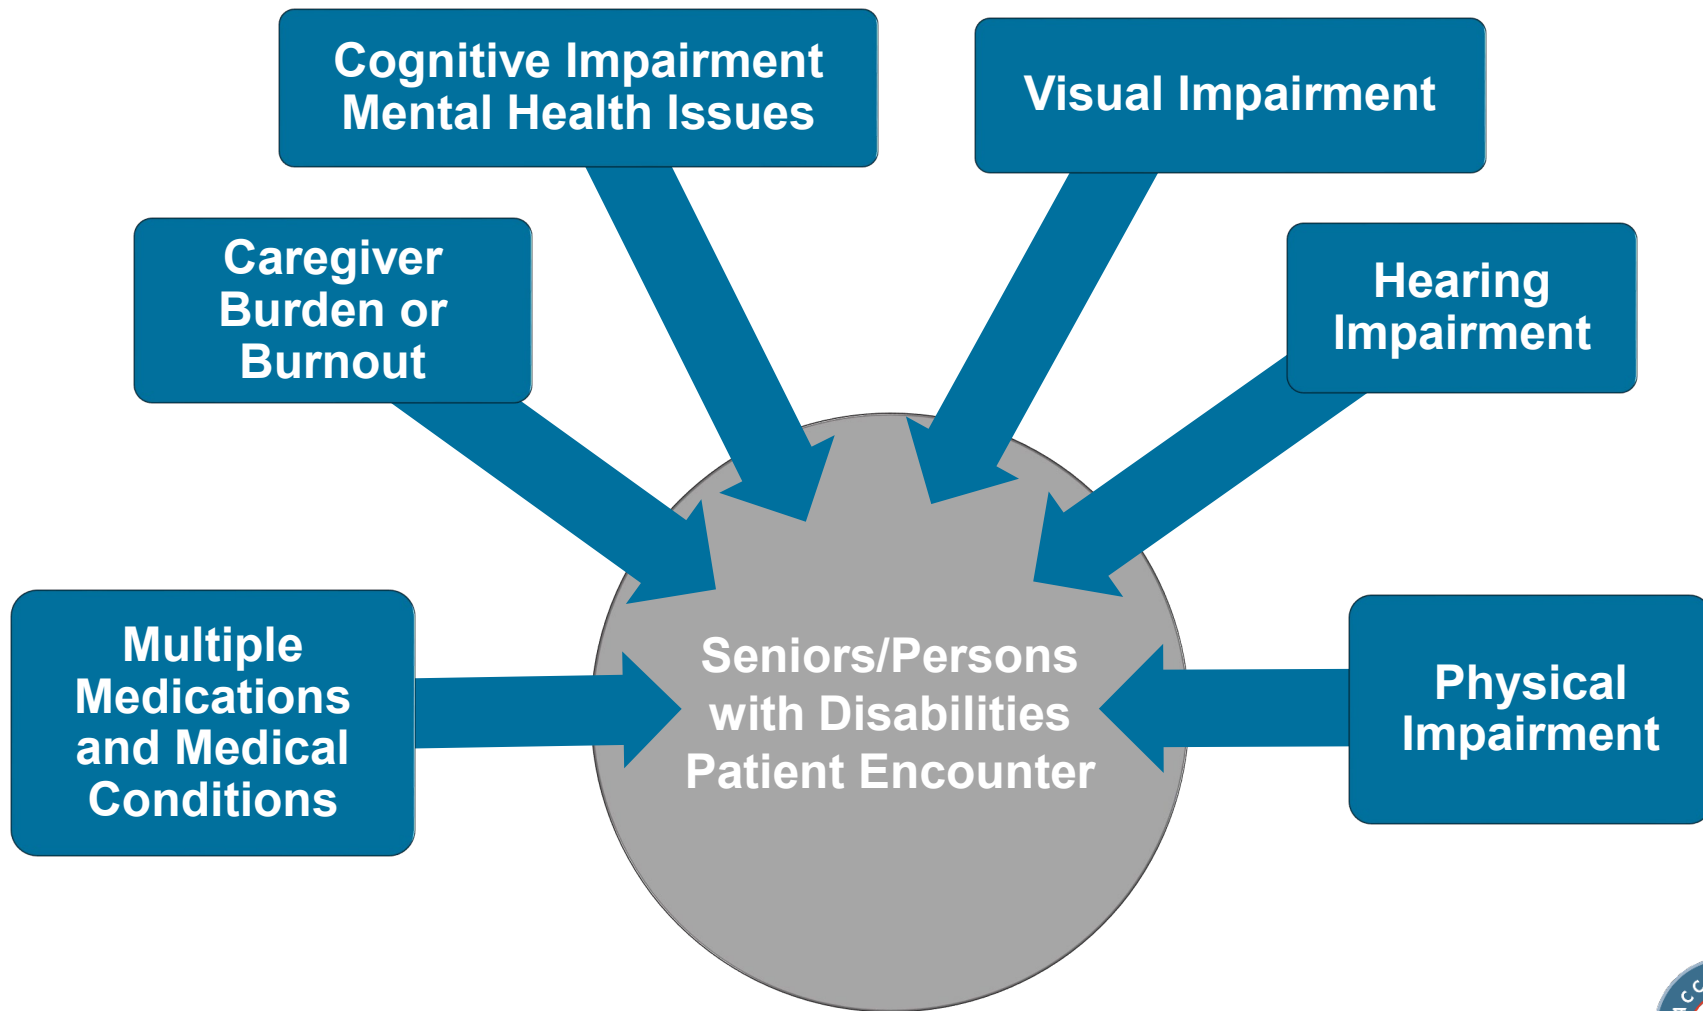 Cognitive Impairment
Mental Health Issues
Visual Impairment
Caregiver
Burden or
Burnout
Hearing
Impairment
Multiple
Medications
and Medical
Conditions
Seniors/Persons
with Disabilities
Patient Encounter
Physical
Impairment